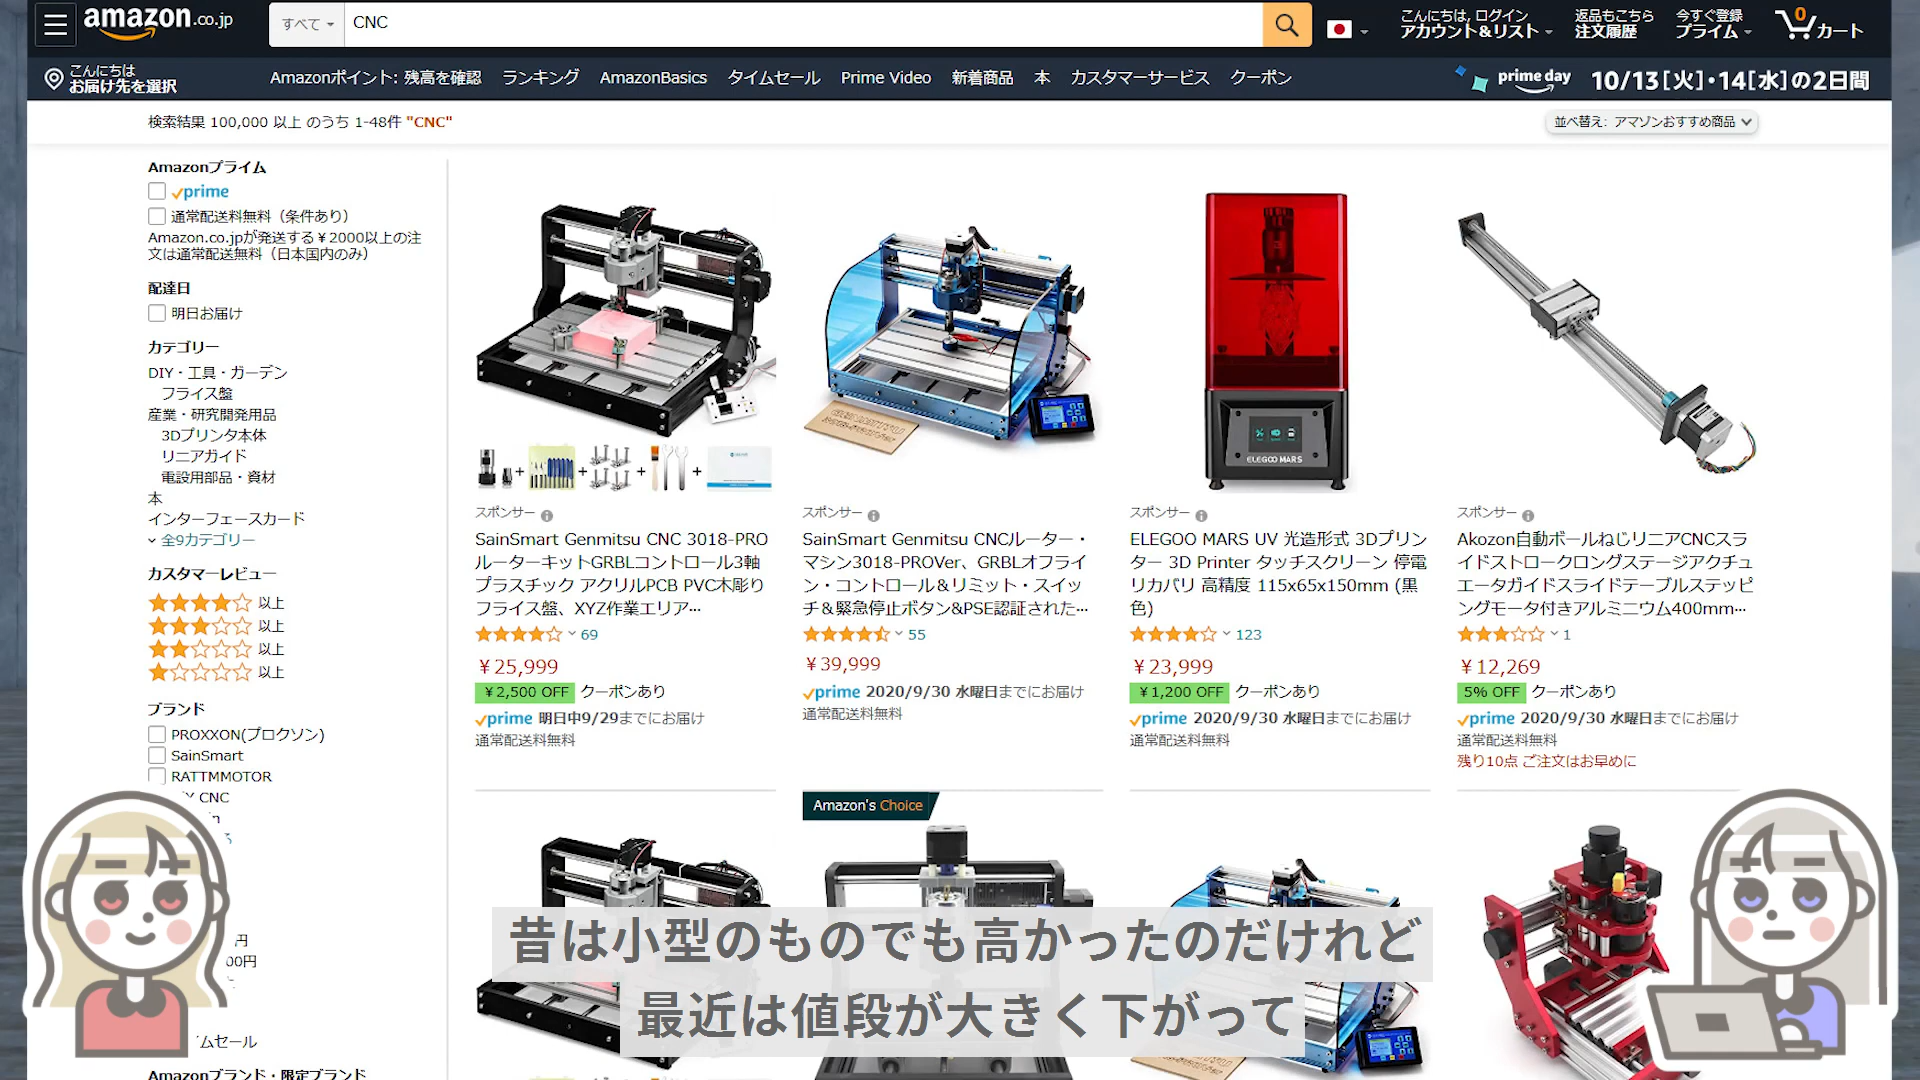 amazon.co.jp
すべて
CNC
こんにちは, ログイン
アカウント&リスト
返品もこちら
注文履歴
今すぐ登録
プライム
0
カート
こんにちは
お届け先を選択
Amazonポイント: 残高を確認
ランキング
AmazonBasics
タイムセール
Prime Video
新着商品
本
カスタマーサービス
クーポン
prime day
10/13[火]・14[水]の2日間
検索結果 100,000 以上 のうち 1-48件 "CNC"
並べ替え: アマゾンおすすめ商品
Amazonプライム
prime
通常配送料無料（条件あり）
Amazon.co.jpが発送する￥2000以上の注
文は通常配送無料（日本国内のみ）
配達日
明日お届け
カテゴリー
DIY・工具・ガーデン
フライス盤
産業・研究開発用品
3Dプリンタ本体
リニアガイド
電設用部品・資材
本
インターフェースカード
全9カテゴリー
カスタマーレビュー
以上
以上
以上
以上
ブランド
PROXXON(プロクソン)
SainSmart
RATTMMOTOR
CNC
円
00円
ムセール
Amazonブランド・限定ブランド
ELEGOO MARS
スポンサー
SainSmart Genmitsu CNC 3018-PRO
ルーターキットGRBLコントロール3軸
プラスチック アクリルPCB PVC木彫り
フライス盤、XYZ作業エリア…
69
￥25,999
￥2,500 OFF クーポンあり
prime 明日中9/29までにお届け
通常配送料無料
スポンサー
SainSmart Genmitsu CNCルーター・
マシン3018-PROVer、GRBLオフライ
ン・コントロール＆リミット・スイッ
チ＆緊急停止ボタン&PSE認証された…
55
￥39,999
prime 2020/9/30 水曜日までにお届け
通常配送料無料
スポンサー
ELEGOO MARS UV 光造形式 3Dプリン
ター 3D Printer タッチスクリーン 停電
リカバリ 高精度 115x65x150mm (黒
色)
123
￥23,999
￥1,200 OFF クーポンあり
prime 2020/9/30 水曜日までにお届け
通常配送料無料
スポンサー
Akozon自動ボールねじリニアCNCスラ
イドストロークロングステージアクチュ
エータガイドスライドテーブルステッピ
ングモータ付きアルミニウム400mm…
1
￥12,269
5% OFF クーポンあり
prime 2020/9/30 水曜日までにお届け
通常配送料無料
残り10点 ご注文はお早めに
Amazon's Choice
昔は小型のものでも高かったのだけれど
最近は値段が大きく下がって